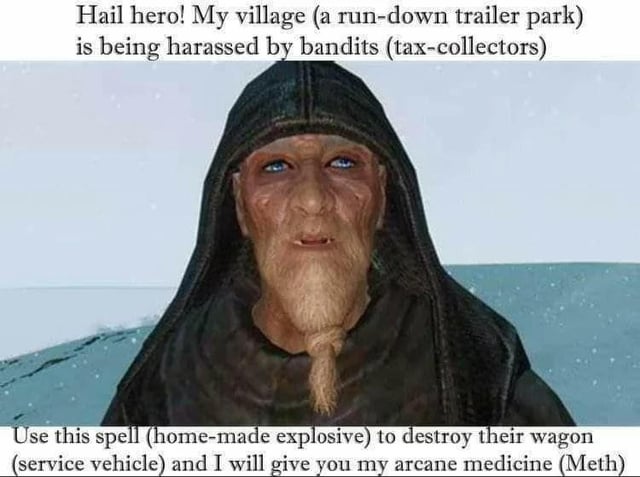 Hail hero! My village (a run-down trailer park)
is being harassed by bandits (tax-collectors)
Use this spell (home-made explosive) to destroy their wagon
(service vehicle) and I will give you my arcane medicine (Meth)